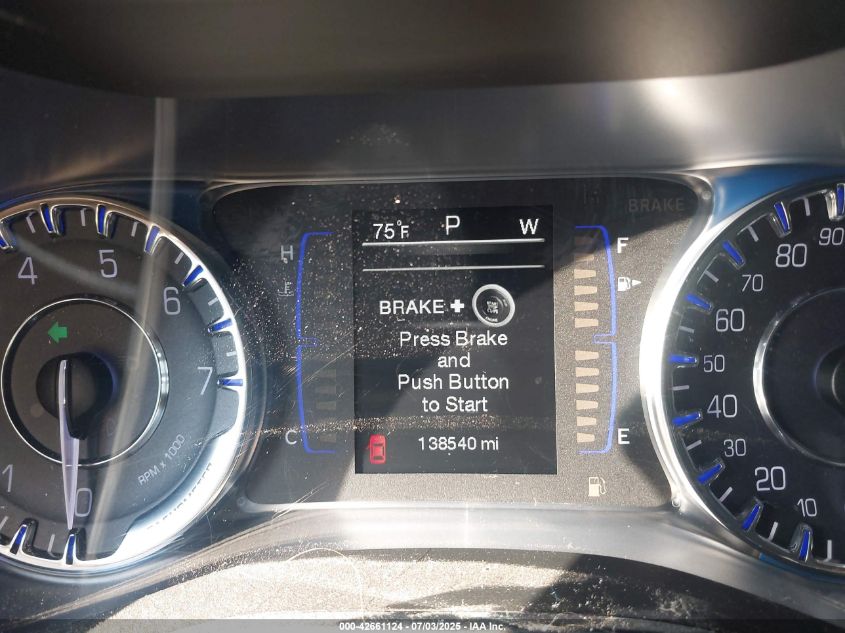 75°F P W
BRAKE
H
F
BRAKE +
Press Brake
and
Push Button
to Start
C
E
138540 mi
4
5
6
7
1
0
RPM x 1000
90
80
70
60
50
40
30
20
10
000-42661124 - 07/03/2025 - IAA Inc.